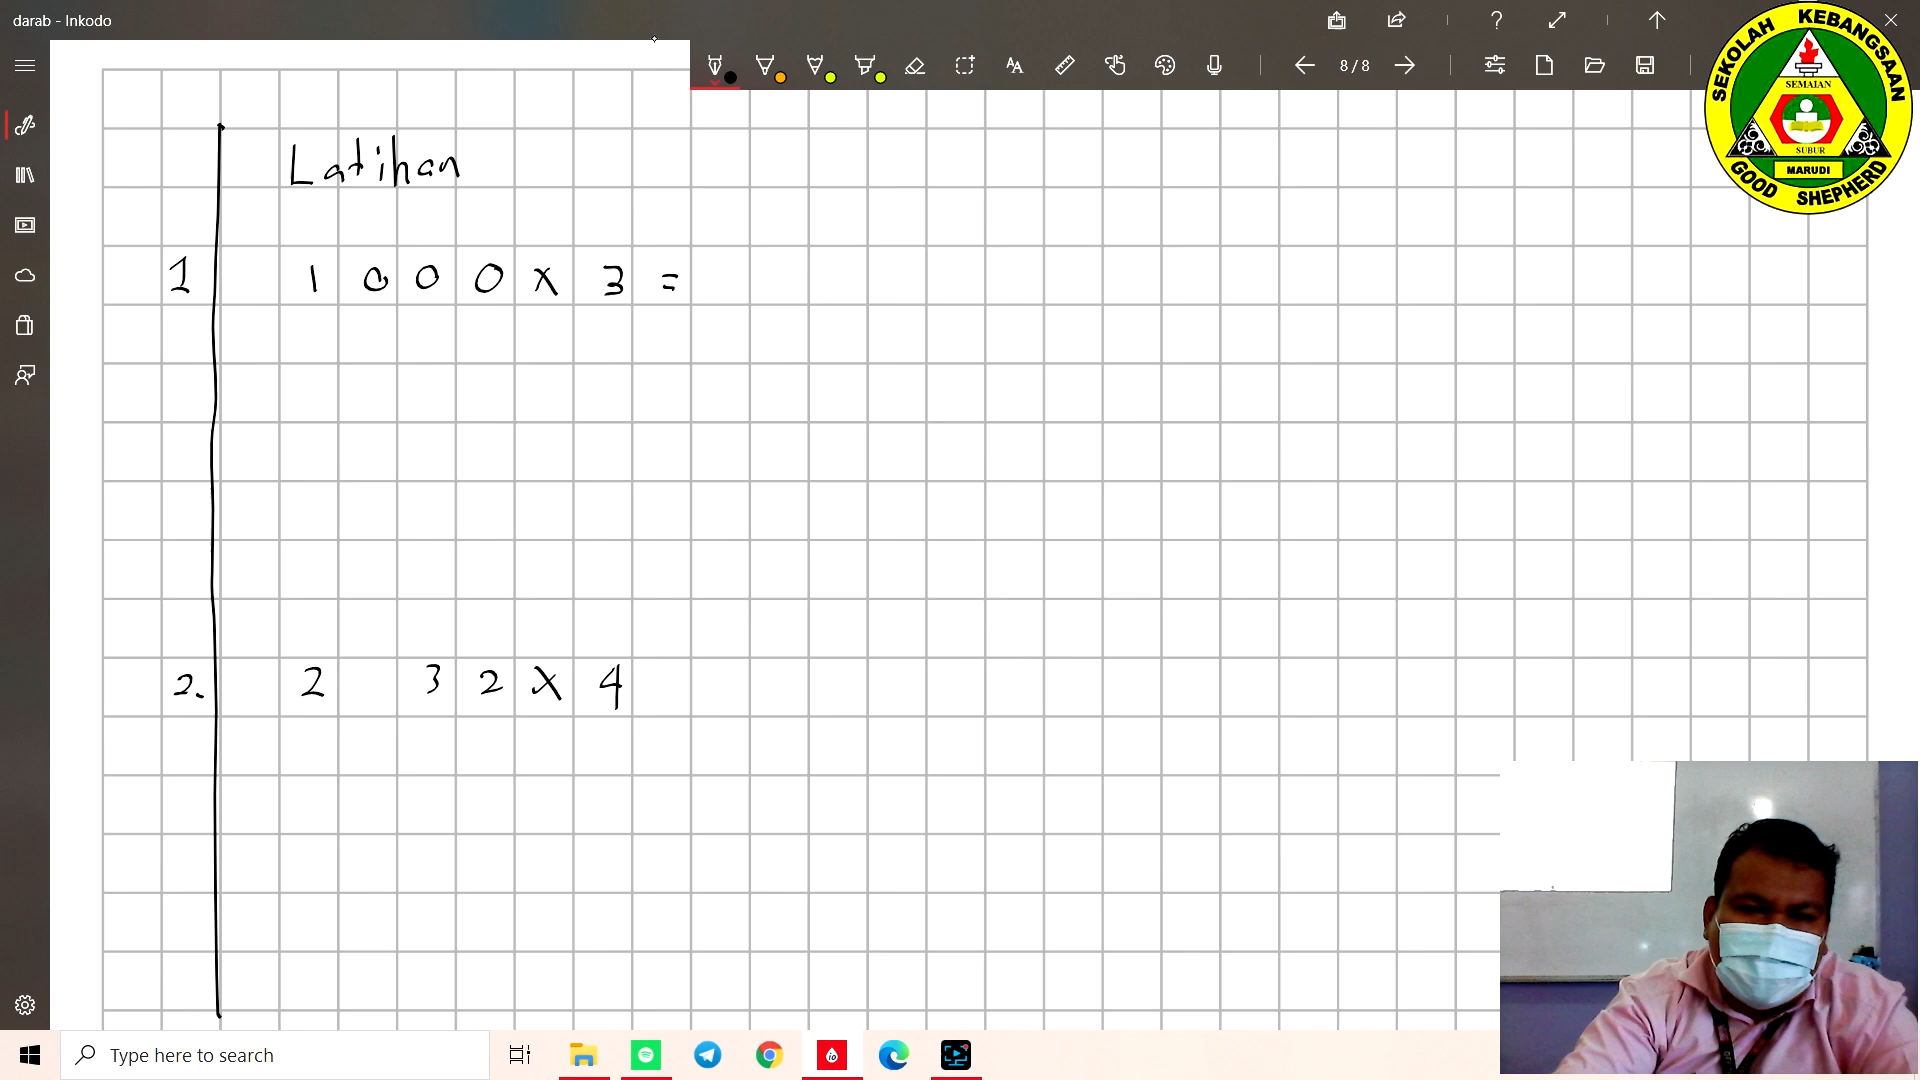 darab - Inkodo
8 / 8
SEKOLAH KEBANGSAAN
SEMAIAN
SUBUR
MARUDI
GOOD SHEPHERD
Latihan
1 1 0 0 0 x 3 =
2. 2 3 2 x 4
Type here to search